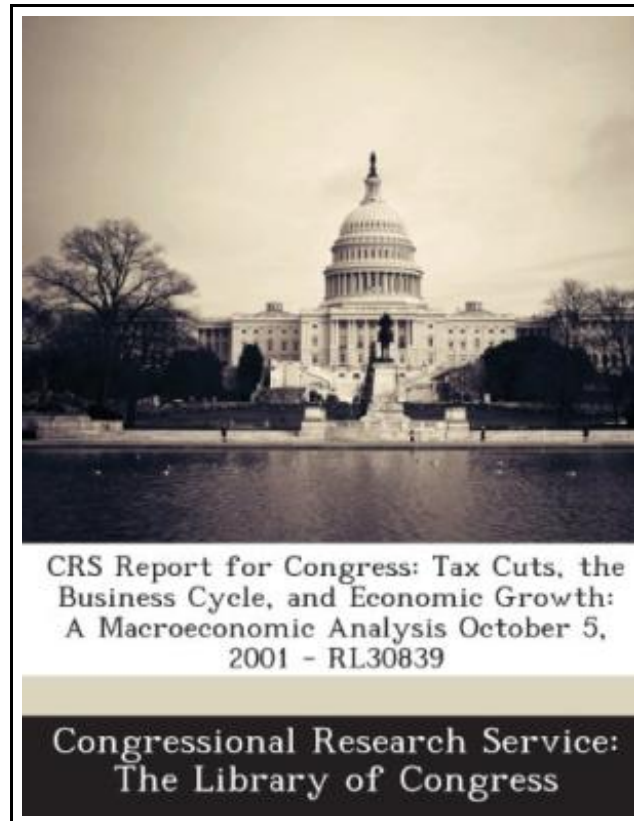 CRS Report for Congress: Tax Cuts, the
Business Cycle, and Economic Growth:
A Macroeconomic Analysis October 5,
2001 - RL30839
Congressional Research Service:
The Library of Congress